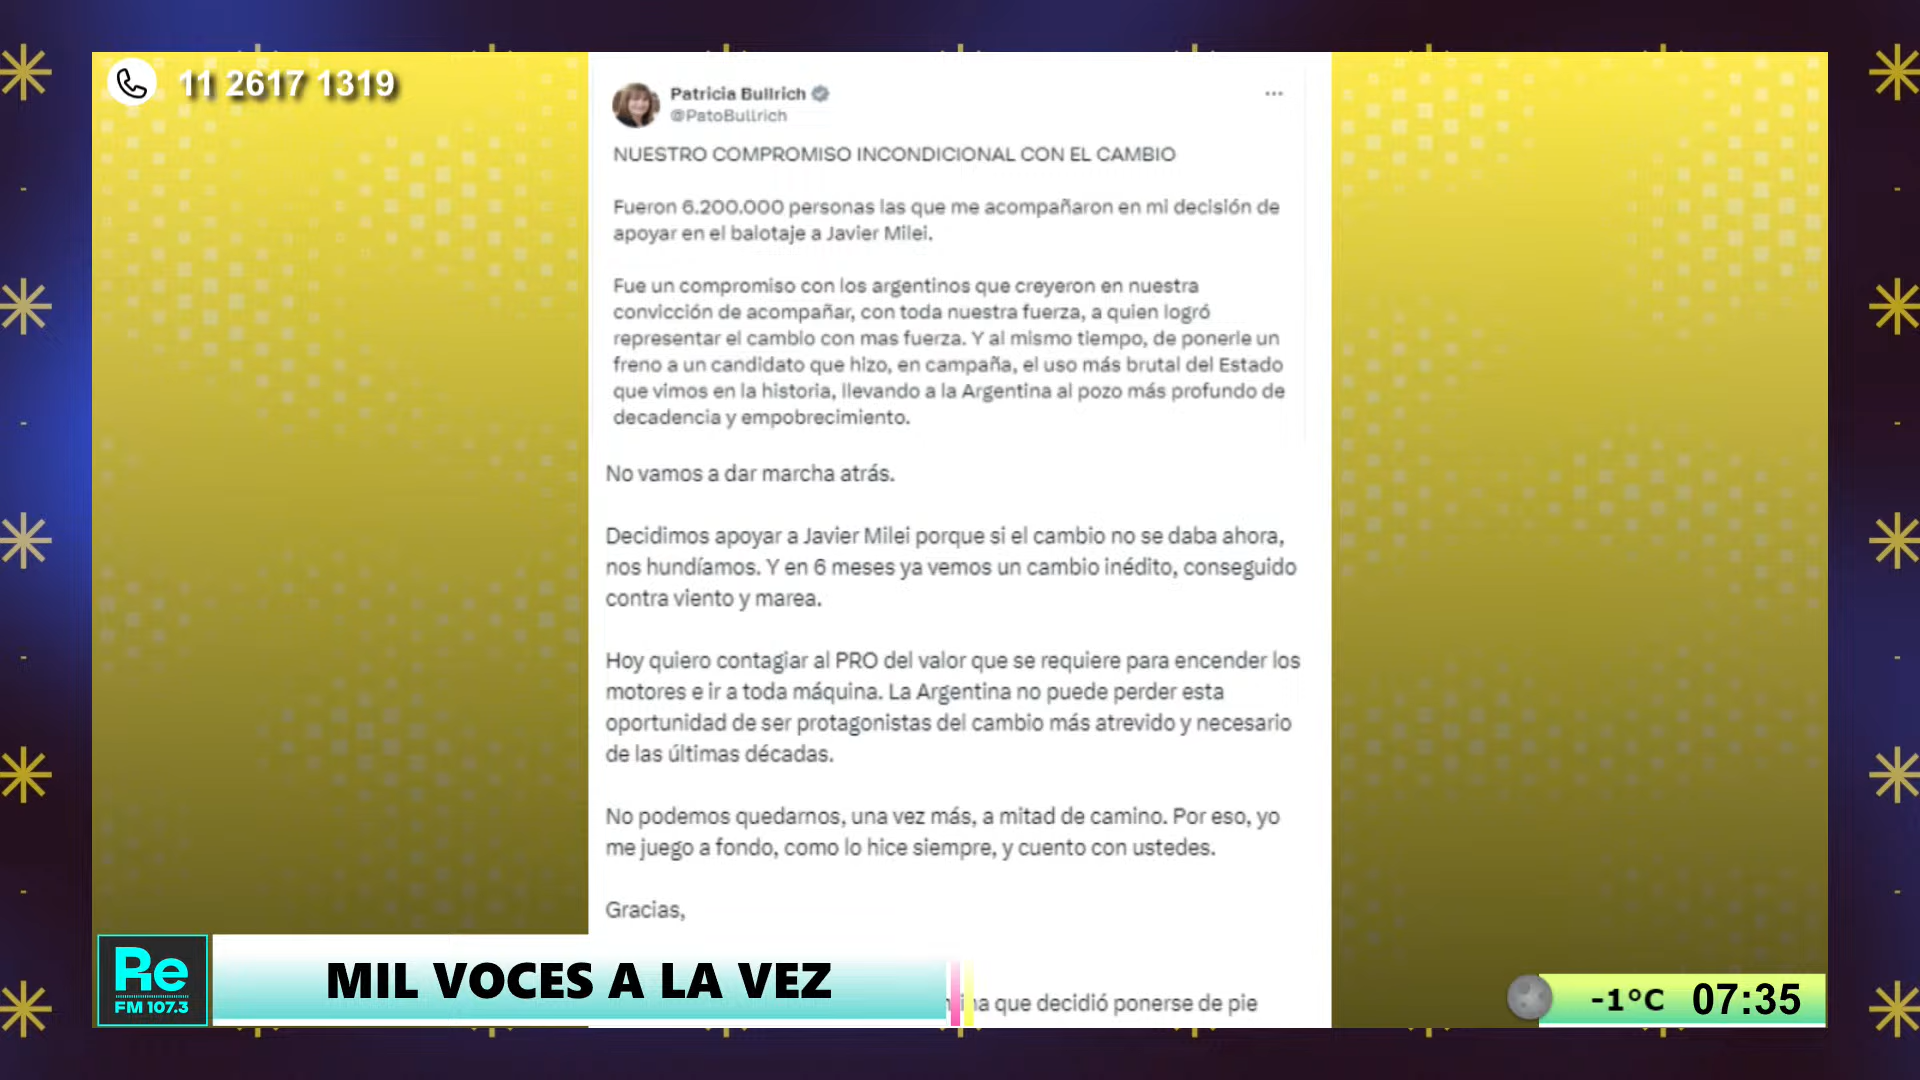 11 2617 1319
Patricia Bullrich
@PatoBullrich
NUESTRO COMPROMISO INCONDICIONAL CON EL CAMBIO
Fueron 6.200.000 personas las que me acompañaron en mi decisión de
apoyar en el balotaje a Javier Milei.
Fue un compromiso con los argentinos que creyeron en nuestra
convicción de acompañar, con toda nuestra fuerza, a quien logró
representar el cambio con mas fuerza. Y al mismo tiempo, de ponerle un
freno a un candidato que hizo, en campaña, el uso más brutal del Estado
que vimos en la historia, llevando a la Argentina al pozo más profundo de
decadencia y empobrecimiento.
No vamos a dar marcha atrás.
Decidimos apoyar a Javier Milei porque si el cambio no se daba ahora,
nos hundíamos. Y en 6 meses ya vemos un cambio inédito, conseguido
contra viento y marea.
Hoy quiero contagiar al PRO del valor que se requiere para encender los
motores e ir a toda máquina. La Argentina no puede perder esta
oportunidad de ser protagonistas del cambio más atrevido y necesario
de las últimas décadas.
No podemos quedarnos, una vez más, a mitad de camino. Por eso, yo
me juego a fondo, como lo hice siempre, y cuento con ustedes.
Gracias,
que decidió ponerse de pie
Re
FM 107.3
MIL VOCES A LA VEZ
-1°C 07:35